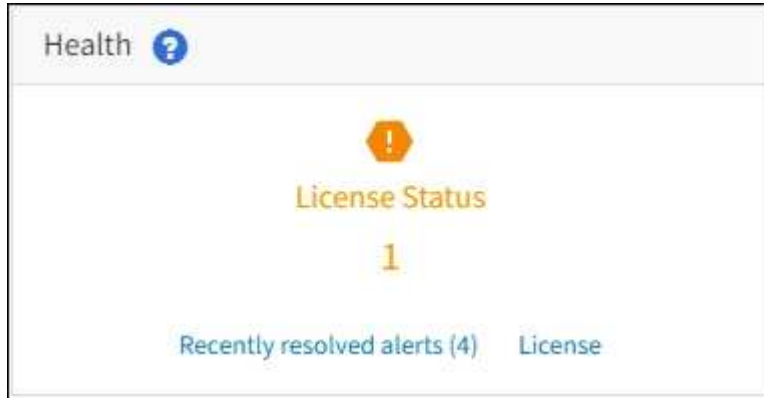 Health ?
!
License Status
1
Recently resolved alerts (4) License